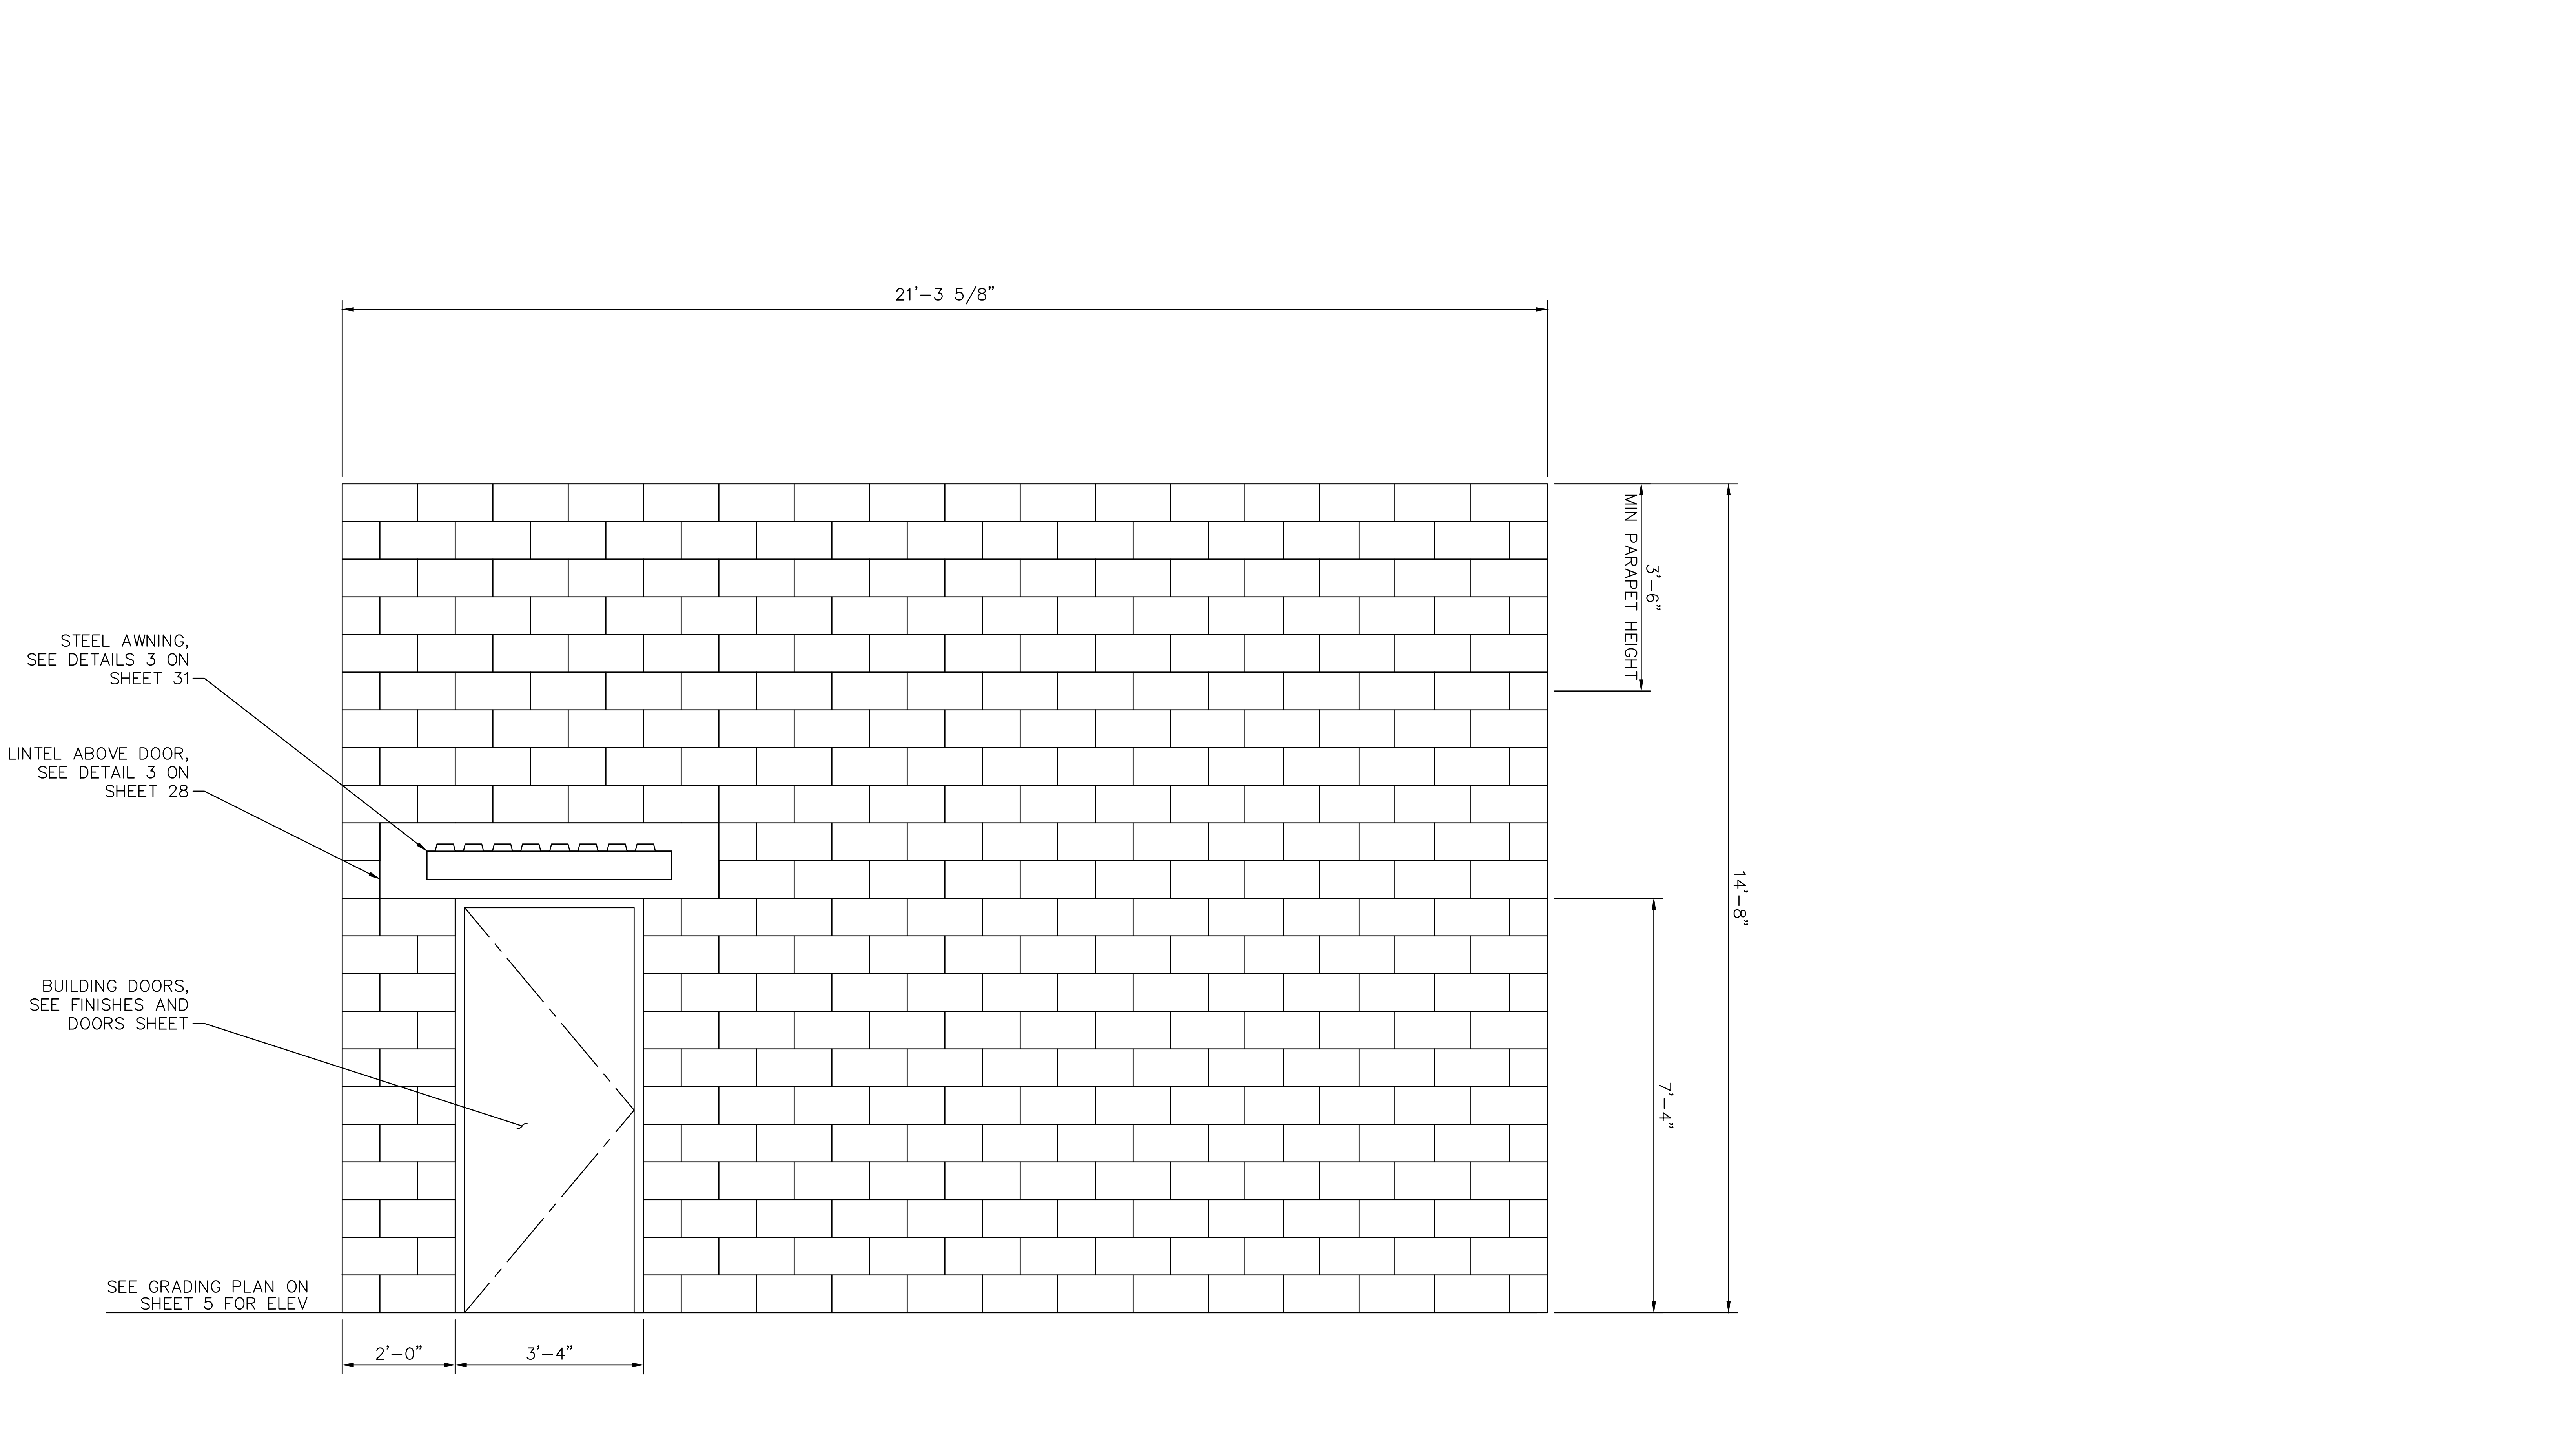 21'-3 5/8"
MIN PARAPET HEIGHT
3'-6"
STEEL AWNING,
SEE DETAILS 3 ON
SHEET 31
LINTEL ABOVE DOOR,
SEE DETAIL 3 ON
SHEET 28
14'-8"
BUILDING DOORS,
SEE FINISHES AND
DOORS SHEET
7'-4"
SEE GRADING PLAN ON
SHEET 5 FOR ELEV
2'-0"
3'-4"